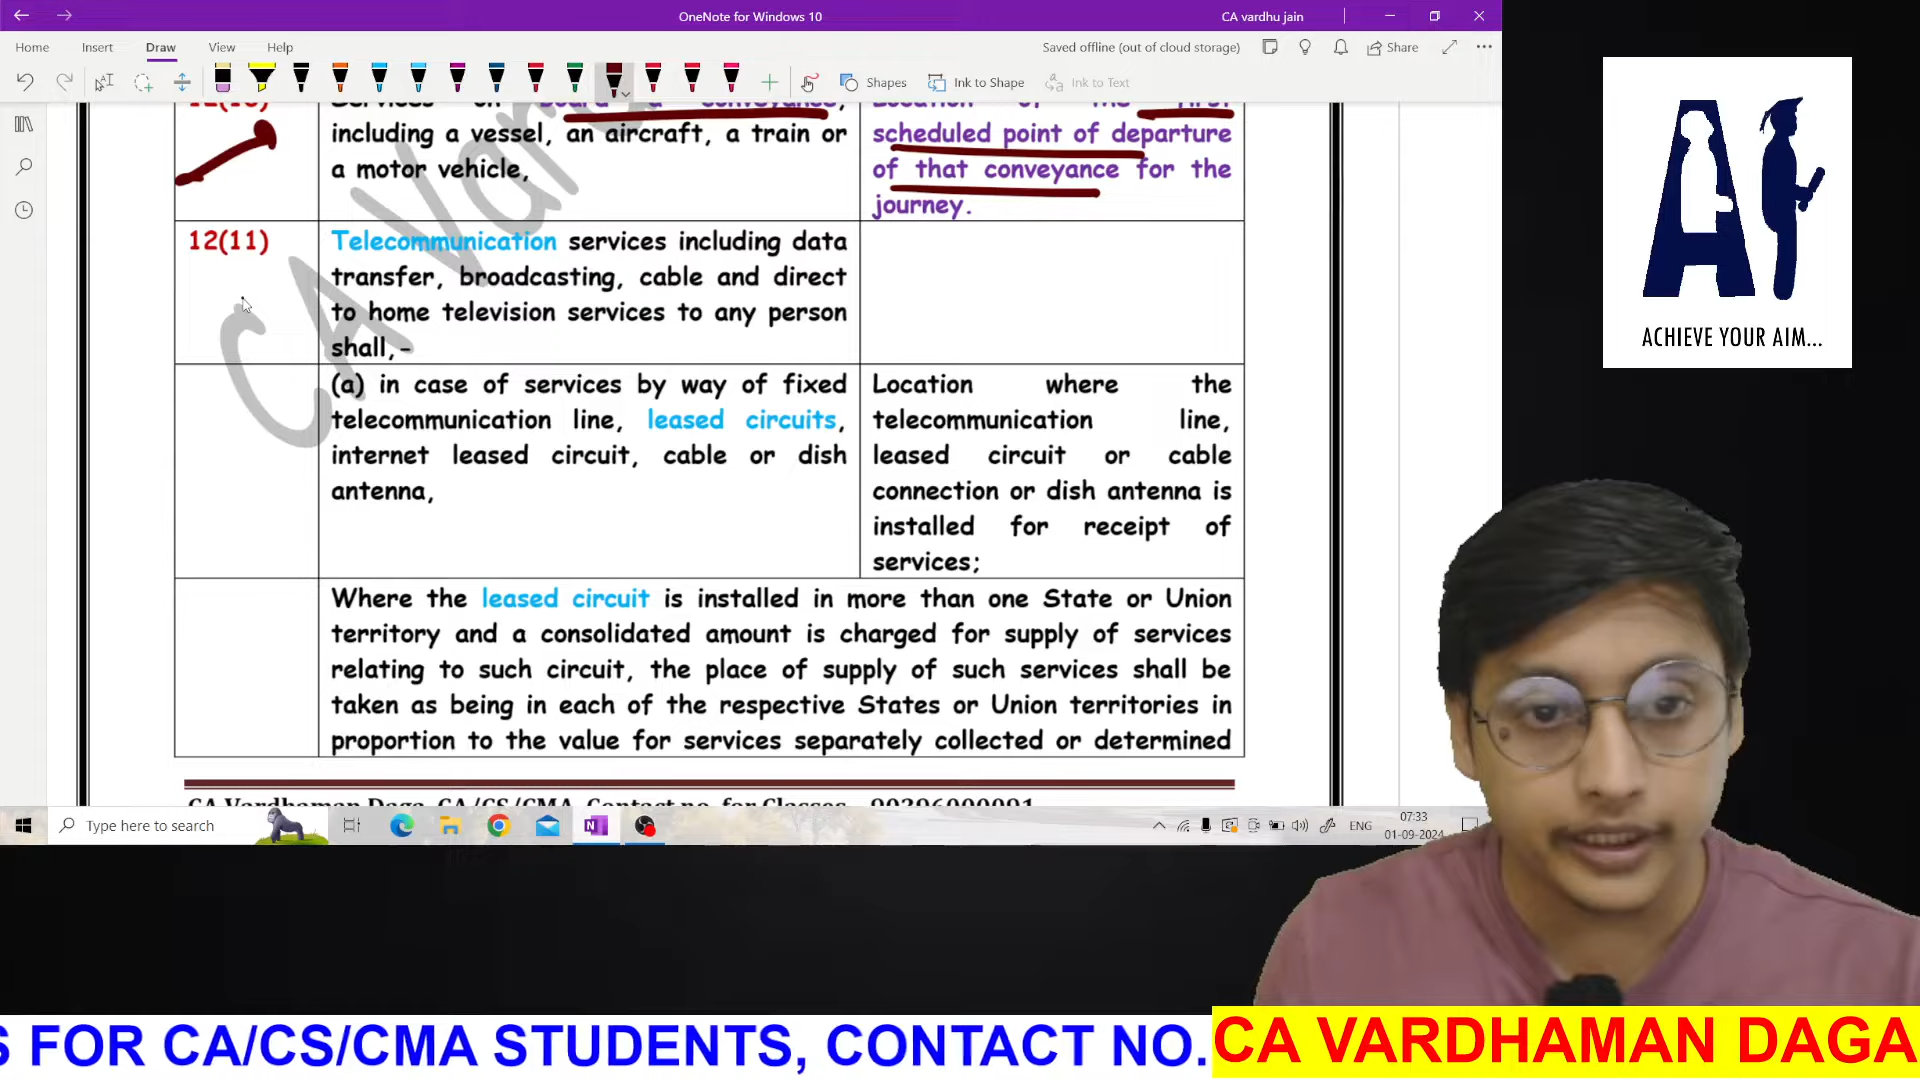 OneNote for Windows 10
CA vardhu jain
Home Insert Draw View Help
Saved offline (out of cloud storage)
Share
Shapes
Ink to Shape
Ink to Text
including a vessel, an aircraft, a train or a motor vehicle,
scheduled point of departure
of that conveyance for the
journey.
12(11)
Telecommunication services including data
transfer, broadcasting, cable and direct
to home television services to any person
shall,-
(a) in case of services by way of fixed
telecommunication line, leased circuits,
internet leased circuit, cable or dish
antenna,
Location where the
telecommunication line,
leased circuit or cable
connection or dish antenna is
installed for receipt of
services;
Where the leased circuit is installed in more than one State or Union
territory and a consolidated amount is charged for supply of services
relating to such circuit, the place of supply of such services shall be
taken as being in each of the respective States or Union territories in
proportion to the value for services separately collected or determined
Type here to search
ENG
07:33
01-09-2024
ACHIEVE YOUR AIM...
S FOR CA/CS/CMA STUDENTS, CONTACT NO.
CA VARDHAMAN DAGA